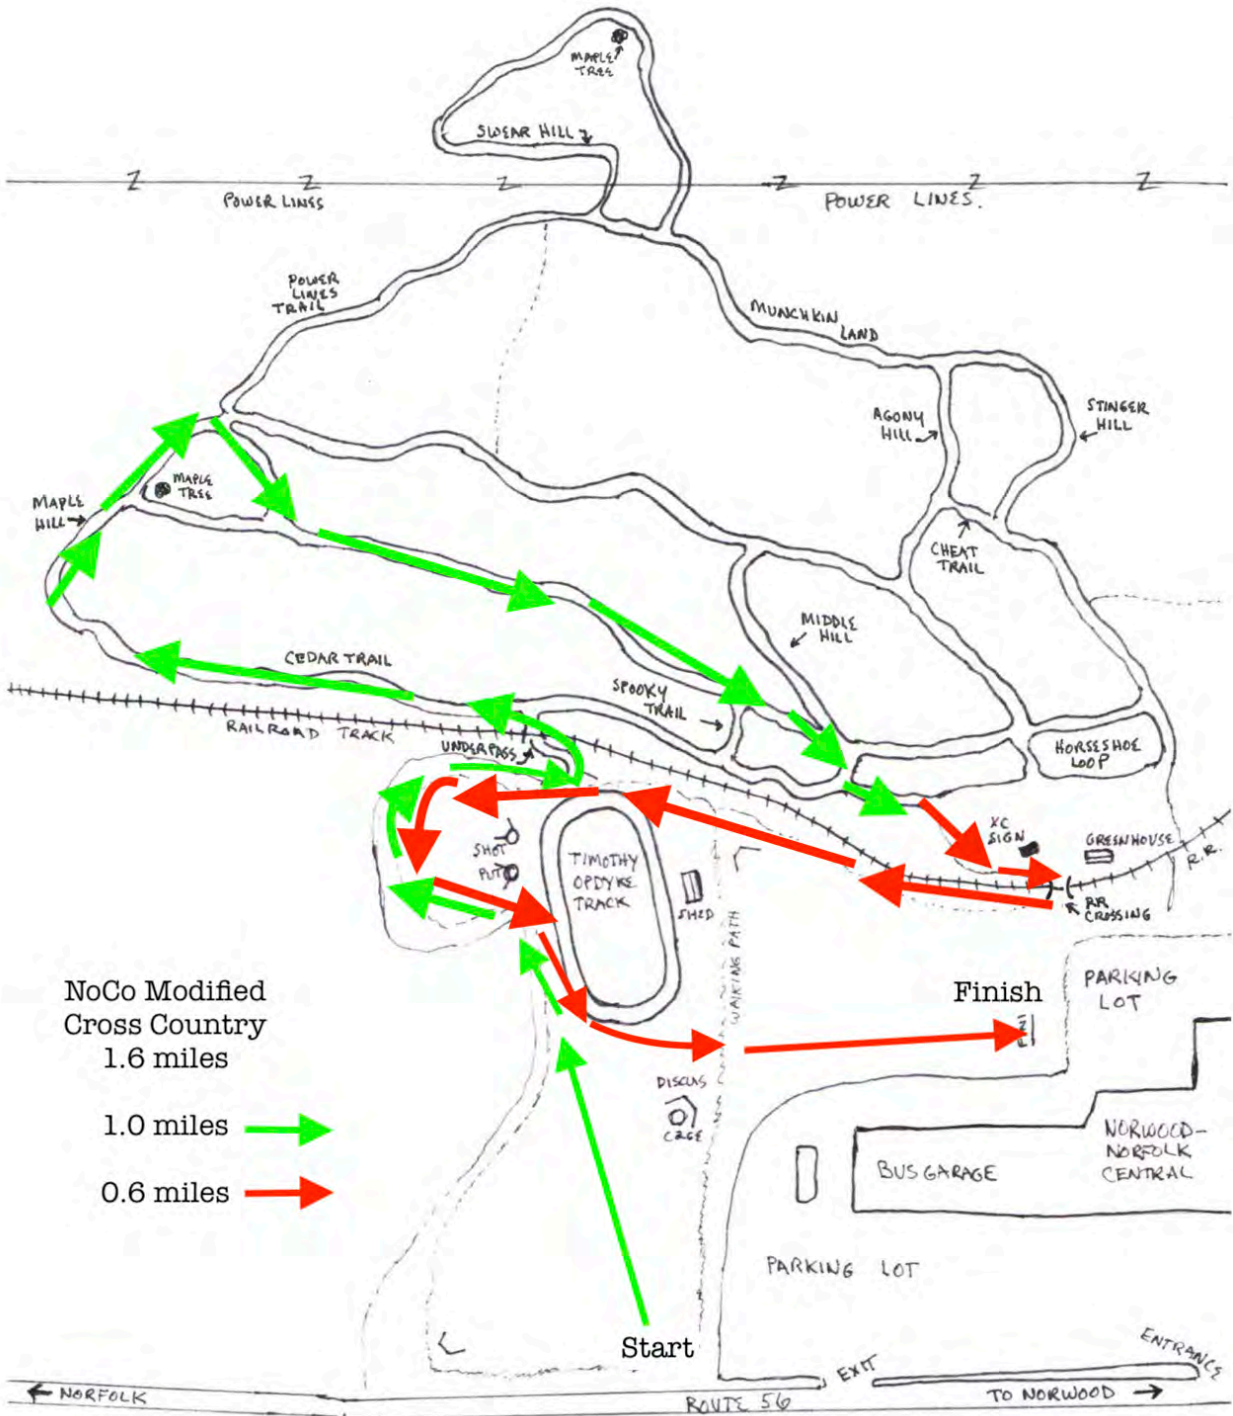 MAPLE
TREE
SWEAR HILL
POWER LINES
POWER LINES.
POWER
LINES
TRAIL
MUNCHKIN
LAND
AGONY
HILL
STINGER
HILL
MAPLE
TREE
MAPLE
HILL
CHEAT
TRAIL
MIDDLE
HILL
CEDAR TRAIL
SPOOKY
TRAIL
RAILROAD TRACK
UNDERPASS
HORSESHOE
LOOP
XC
SIGN
GREENHOUSE
R.R.
SHOT
PUT
TIMOTHY
OPDYKE
TRACK
SHED
WALKING PATH
RR
CROSSING
NoCo Modified
Cross Country
1.6 miles
1.0 miles
0.6 miles
Finish
PARKING
LOT
DISCUS
CAGE
BUS GARAGE
NORWOOD-
NORFOLK
CENTRAL
PARKING LOT
Start
EXIT
ENTRANCE
NORFOLK
ROUTE 56
TO NORWOOD